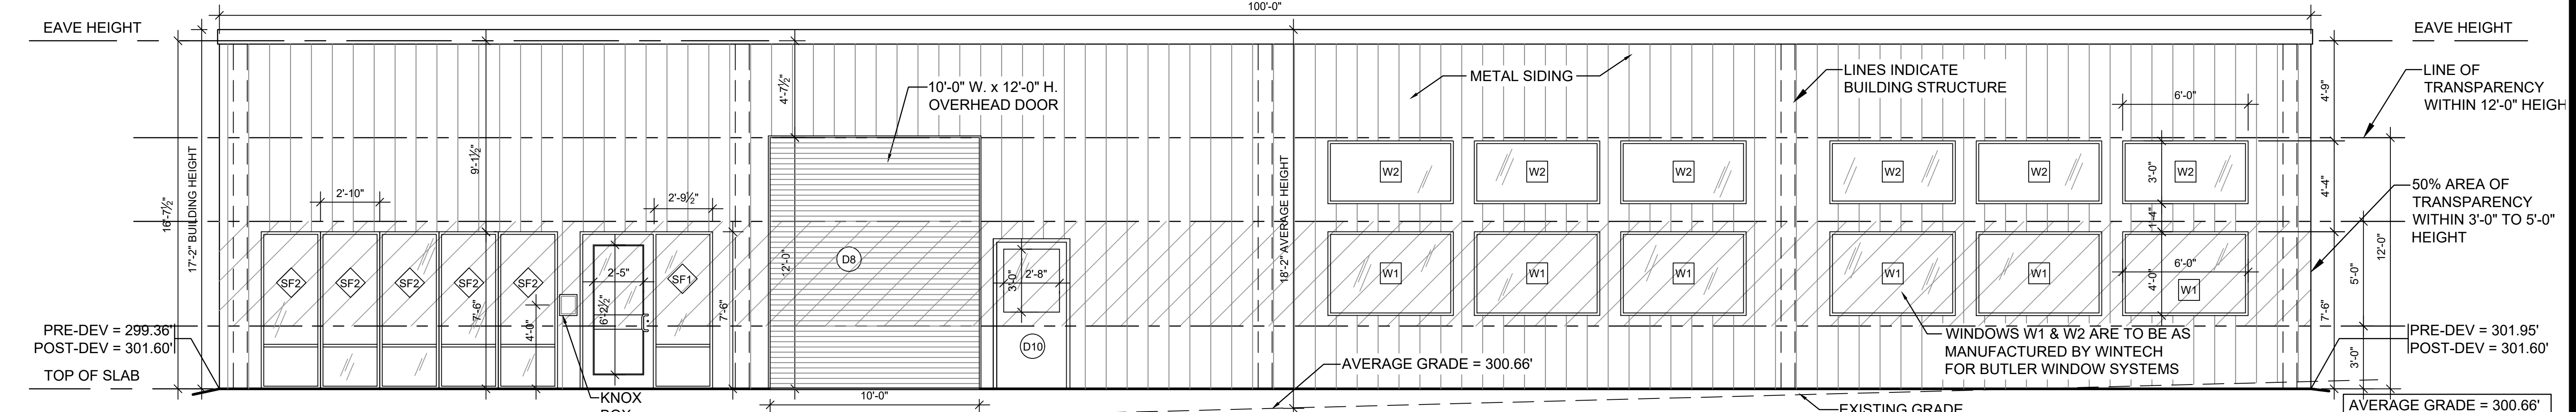 100'-0"
EAVE HEIGHT
EAVE HEIGHT
10'-0" W. x 12'-0" H.
OVERHEAD DOOR
METAL SIDING
LINES INDICATE
BUILDING STRUCTURE
LINE OF
TRANSPARENCY
WITHIN 12'-0" HEIGH
6'-0"
4'-9"
4'-7½"
16'-7½"
17'-2" BUILDING HEIGHT
9'-1½"
2'-10"
2'-9½"
18'-2" AVERAGE HEIGHT
W2
W2
W2
W2
W2
W2
3'-0"
4'-4"
1'-4"
50% AREA OF
TRANSPARENCY
WITHIN 3'-0" TO 5'-0"
HEIGHT
12'-0"
5'-0"
SF2
SF2
SF2
SF2
SF2
2'-5"
SF1
D8
12'-0"
3'-0"
2'-8"
W1
W1
W1
W1
W1
6'-0"
4'-0"
W1
7'-6"
4'-0"
6'-2½"
7'-6"
7'-6"
PRE-DEV = 299.36'
POST-DEV = 301.60'
D10
WINDOWS W1 & W2 ARE TO BE AS
MANUFACTURED BY WINTECH
FOR BUTLER WINDOW SYSTEMS
PRE-DEV = 301.95'
POST-DEV = 301.60'
3'-0"
TOP OF SLAB
AVERAGE GRADE = 300.66'
KNOX
BOX
10'-0"
EXISTING GRADE
AVERAGE GRADE = 300.66'